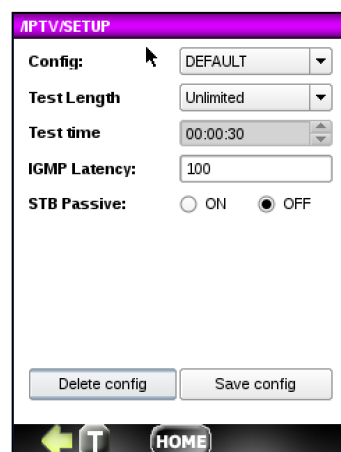 /IPTV/SETUP
Config: DEFAULT
Test Length Unlimited
Test time 00:00:30
IGMP Latency: 100
STB Passive: ON OFF
Delete config Save config
T HOME